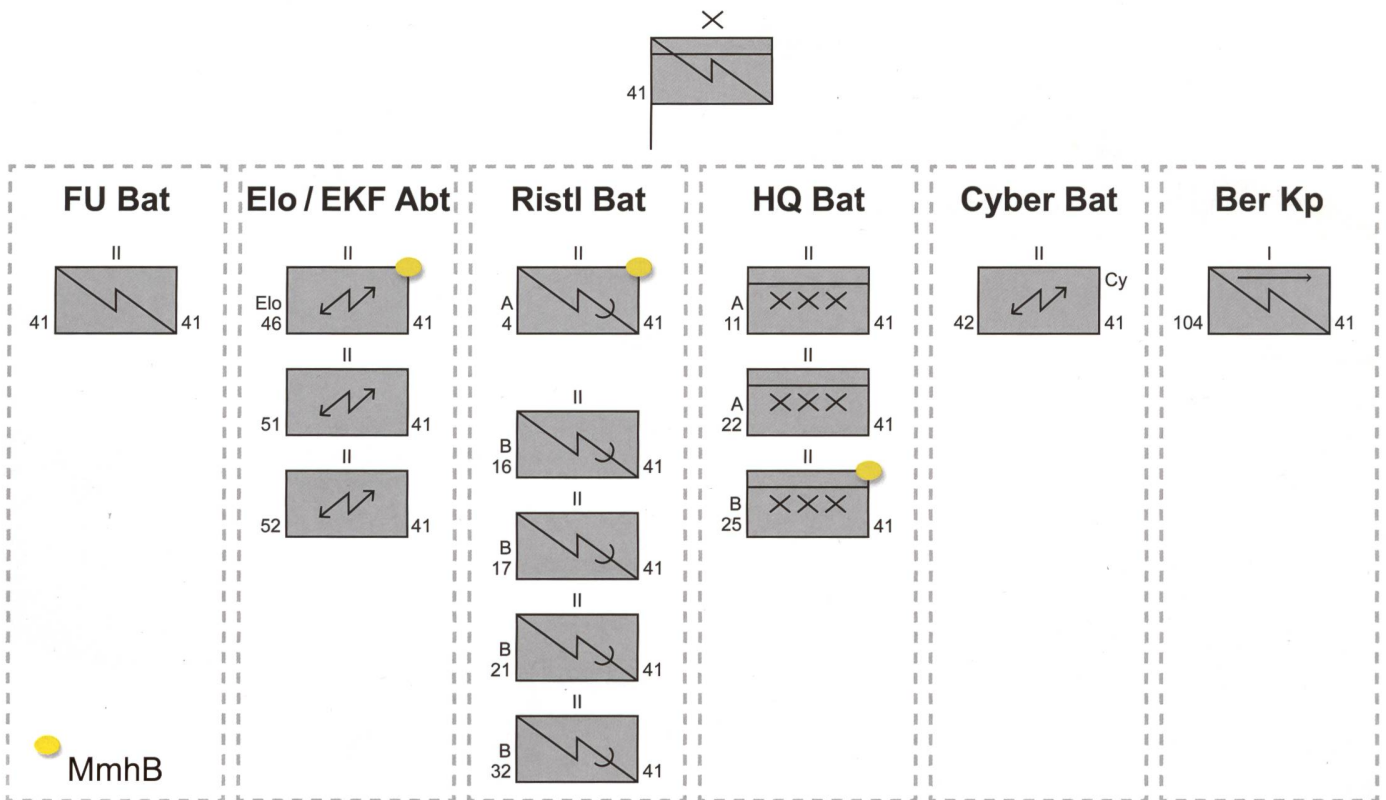 41
FU Bat
Elo / EKF Abt
Ristl Bat
HQ Bat
Cyber Bat
Ber Kp
II
41 41
II
Elo
46 41
II
51 41
II
52 41
II
A
4 41
II
B
16 41
II
B
17 41
II
B
21 41
II
B
32 41
II
A
11 41
II
A
22 41
II
B
25 41
II
Cy
42 41
I
104 41
MmhB